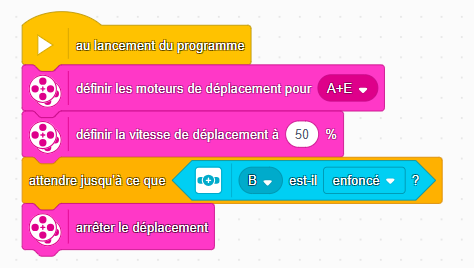 au lancement du programme
définir les moteurs de déplacement pour A+E
définir la vitesse de déplacement à 50 %
attendre jusqu'à ce que B est-il enfoncé ?
arrêter le déplacement